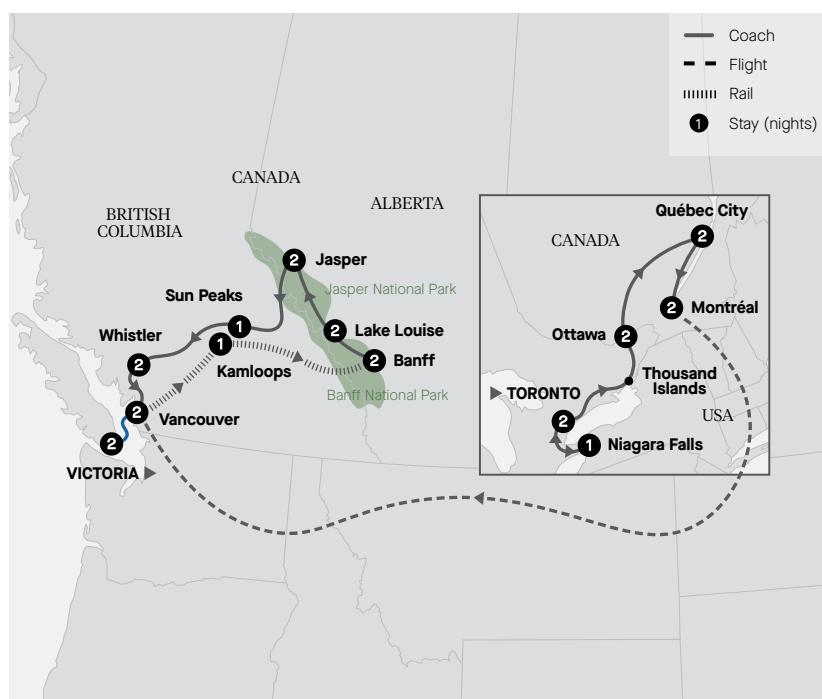 Coach
Flight
Rail
1 Stay (nights)
CANADA
BRITISH
COLUMBIA
ALBERTA
2 Jasper
Jasper National Park
Sun Peaks
1
Whistler
2
1
Kamloops
2 Lake Louise
2 Banff
Banff National Park
2 Vancouver
2
VICTORIA
Québec City
2
CANADA
2 Montréal
Ottawa 2
Thousand
Islands
TORONTO
USA
2
1 Niagara Falls